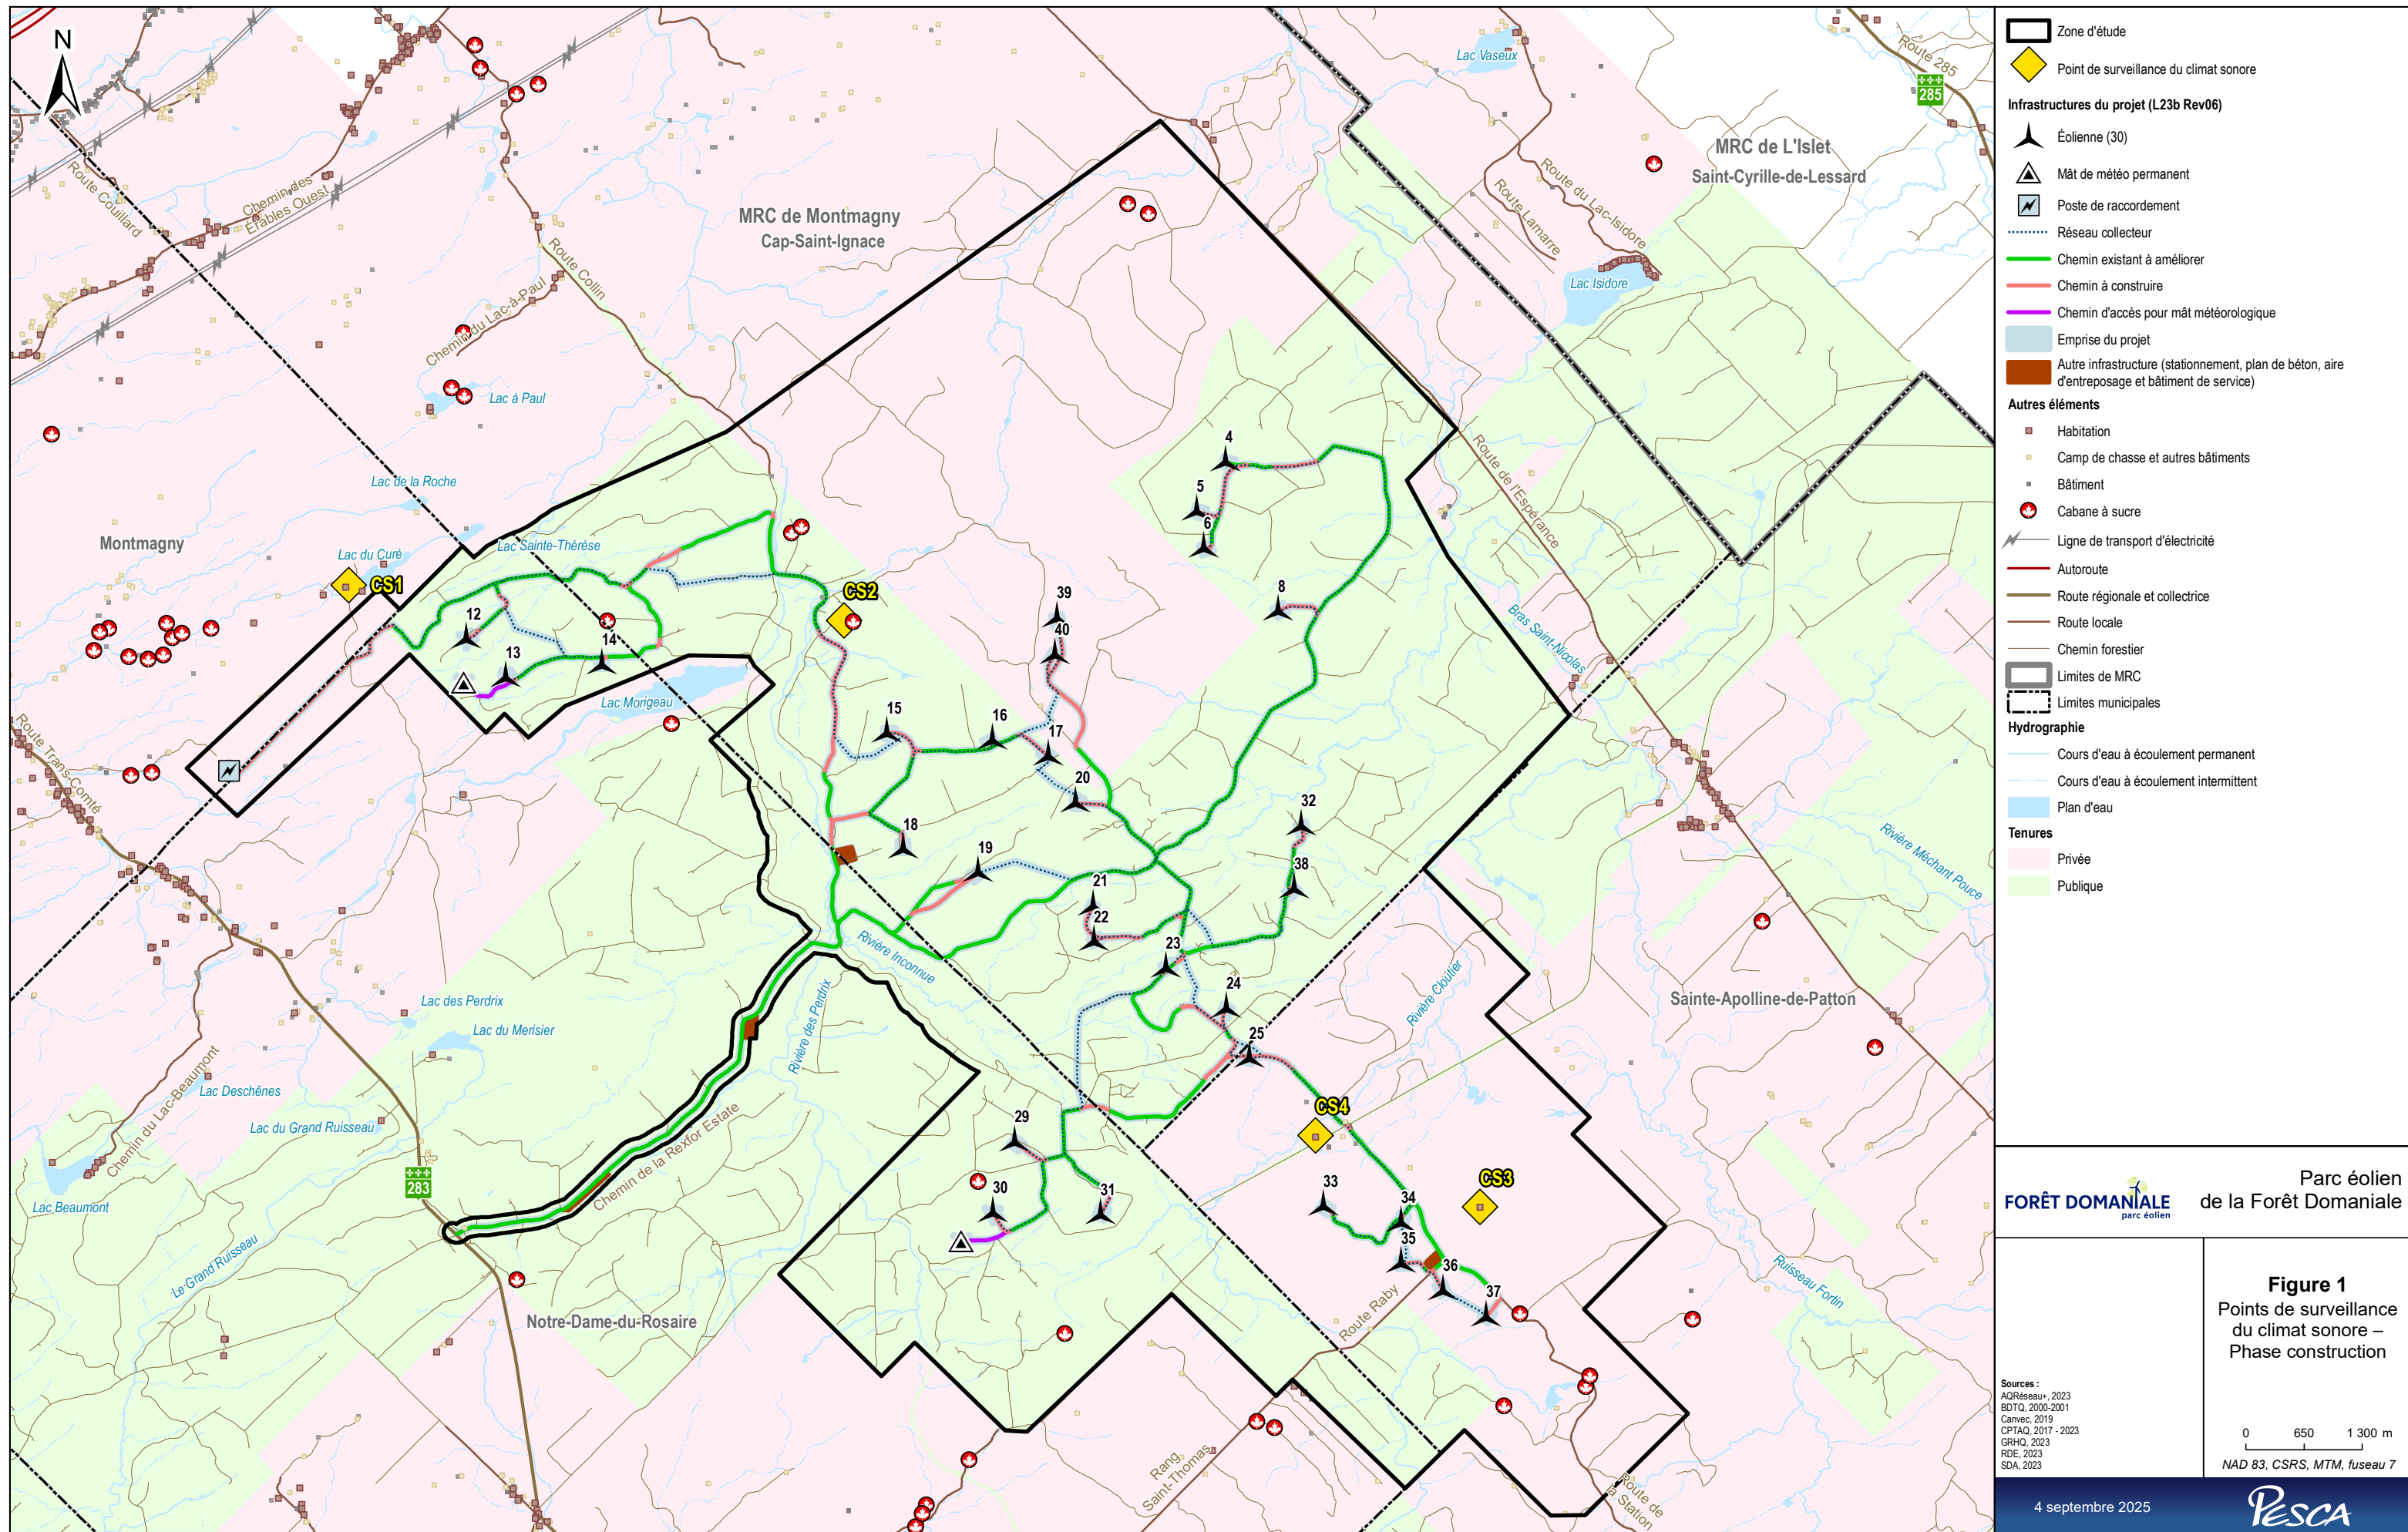 N
Route Couillard
Chemin des
Érables Ouest
Route Collin
Chemin du Lac-à-Paul
Lac à Paul
MRC de Montmagny
Cap-Saint-Ignace
Lac Vaseux
Route 285
285
MRC de L'Islet
Saint-Cyrille-de-Lessard
Route du Lac-Isidore
Route Lamarre
Lac Isidore
Route de l'Espérance
Bras Saint-Nicolas
Montmagny
Lac de la Roche
Lac du Curé
Lac Sainte-Thérèse
CS1
CS2
Lac Morigeau
4
5
6
8
12
13
14
39
40
15
16
17
20
18
19
32
38
21
22
23
24
25
Route Trans-Comté
Rivière Inconnue
Rivière des Perdrix
Rivière Cloutier
Rivière Méchant Pouce
Sainte-Apolline-de-Patton
Lac des Perdrix
Lac du Merisier
Lac Deschênes
Chemin du Lac-Beaumont
Lac du Grand Ruisseau
Lac Beaumont
283
Chemin de la Rexfor Estate
Le Grand Ruisseau
Notre-Dame-du-Rosaire
29
30
31
CS4
CS3
33
34
35
36
37
Route Raby
Ruisseau Fortin
Rang
Saint-Thomas
Route de
la Station
Zone d'étude
Point de surveillance du climat sonore
Infrastructures du projet (L23b Rev06)
Éolienne (30)
Mât de météo permanent
Poste de raccordement
Réseau collecteur
Chemin existant à améliorer
Chemin à construire
Chemin d'accès pour mât météorologique
Emprise du projet
Autre infrastructure (stationnement, plan de béton, aire
d'entreposage et bâtiment de service)
Autres éléments
Habitation
Camp de chasse et autres bâtiments
Bâtiment
Cabane à sucre
Ligne de transport d'électricité
Autoroute
Route régionale et collectrice
Route locale
Chemin forestier
Limites de MRC
Limites municipales
Hydrographie
Cours d'eau à écoulement permanent
Cours d'eau à écoulement intermittent
Plan d'eau
Tenures
Privée
Publique
FORÊT DOMANIALE
parc éolien
Parc éolien
de la Forêt Domaniale
Figure 1
Points de surveillance
du climat sonore –
Phase construction
Sources :
AQRéseau+, 2023
BDTQ, 2000-2001
Canvec, 2019
CPTAQ, 2017 - 2023
GRHQ, 2023
RDE, 2023
SDA, 2023
0 650 1 300 m
NAD 83, CSRS, MTM, fuseau 7
4 septembre 2025
PESCA